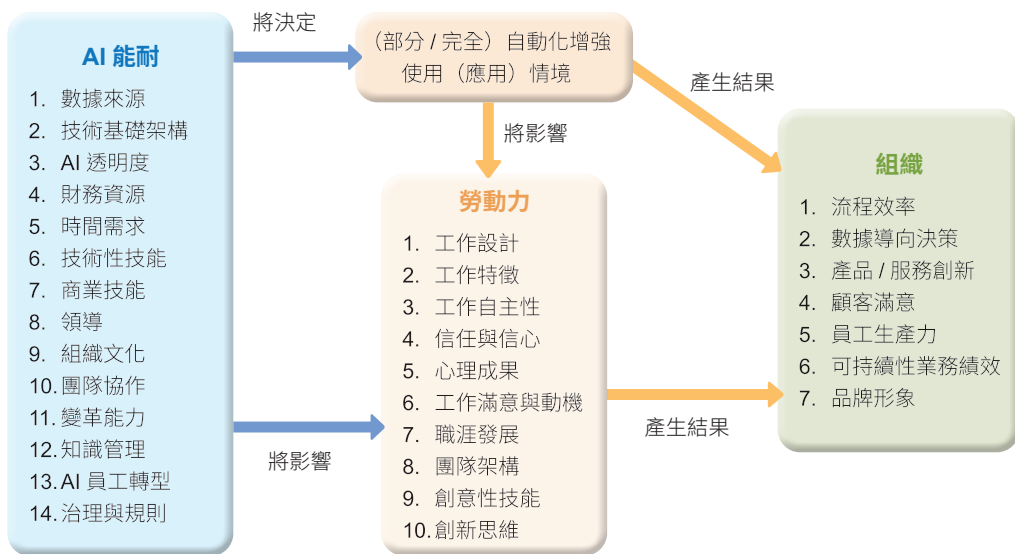 將決定
(部分 / 完全)自動化增強
使用(應用)情境
產生結果
將影響
AI 能耐
1. 數據來源
2. 技術基礎架構
3. AI 透明度
4. 財務資源
5. 時間需求
6. 技術性技能
7. 商業技能
8. 領導
9. 組織文化
10. 團隊協作
11. 變革能力
12. 知識管理
13. AI 員工轉型
14. 治理與規則
將影響
勞動力
1. 工作設計
2. 工作特徵
3. 工作自主性
4. 信任與信心
5. 心理成果
6. 工作滿意與動機
7. 職涯發展
8. 團隊架構
9. 創意性技能
10. 創新思維
產生結果
組織
1. 流程效率
2. 數據導向決策
3. 產品 / 服務創新
4. 顧客滿意
5. 員工生產力
6. 可持續性業務績效
7. 品牌形象